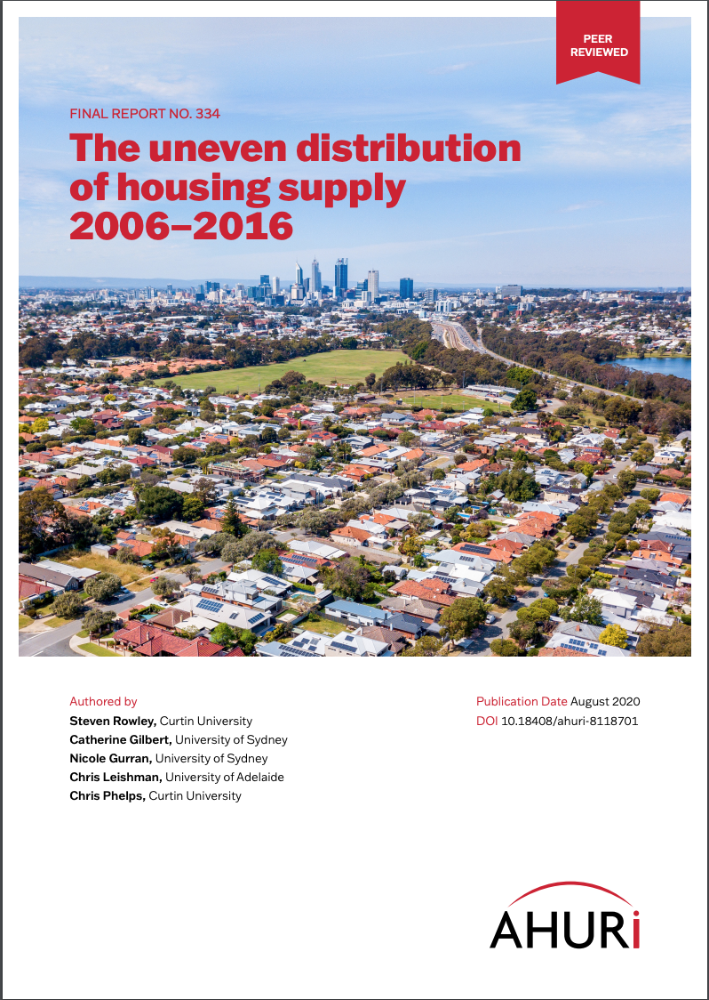 PEER
REVIEWED
FINAL REPORT NO. 334
The uneven distribution
of housing supply
2006–2016
Authored by
Steven Rowley, Curtin University
Catherine Gilbert, University of Sydney
Nicole Gurran, University of Sydney
Chris Leishman, University of Adelaide
Chris Phelps, Curtin University
Publication Date August 2020
DOI 10.18408/ahuri-8118701
AHURi